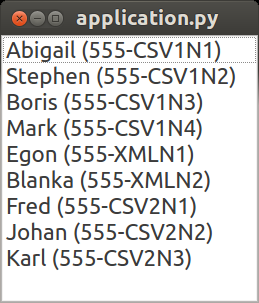 application.py
Abigail (555-CSV1N1)
Stephen (555-CSV1N2)
Boris (555-CSV1N3)
Mark (555-CSV1N4)
Egon (555-XMLN1)
Blanka (555-XMLN2)
Fred (555-CSV2N1)
Johan (555-CSV2N2)
Karl (555-CSV2N3)